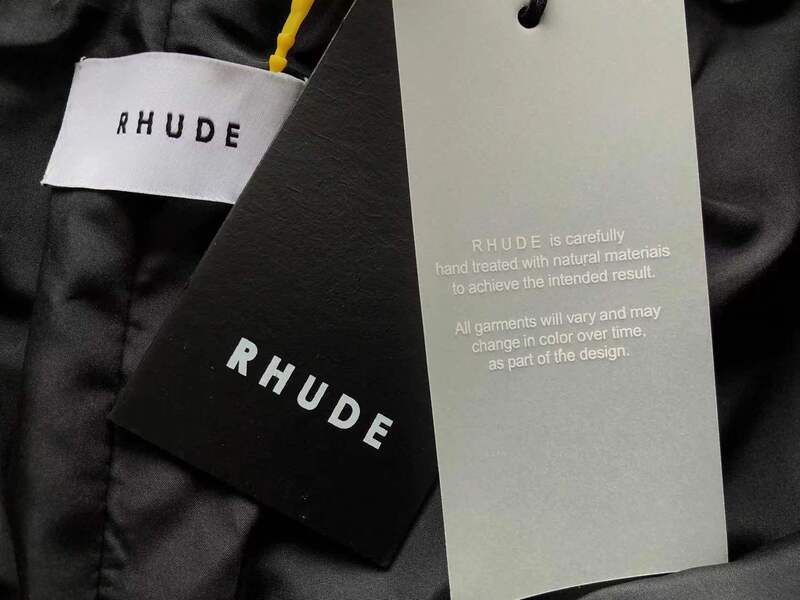 RHUDE
RHUDE
RHUDE is carefully
hand treated with natural materiais
to achieve the intended result.
All garments will vary and may
change in color over time,
as part of the design.